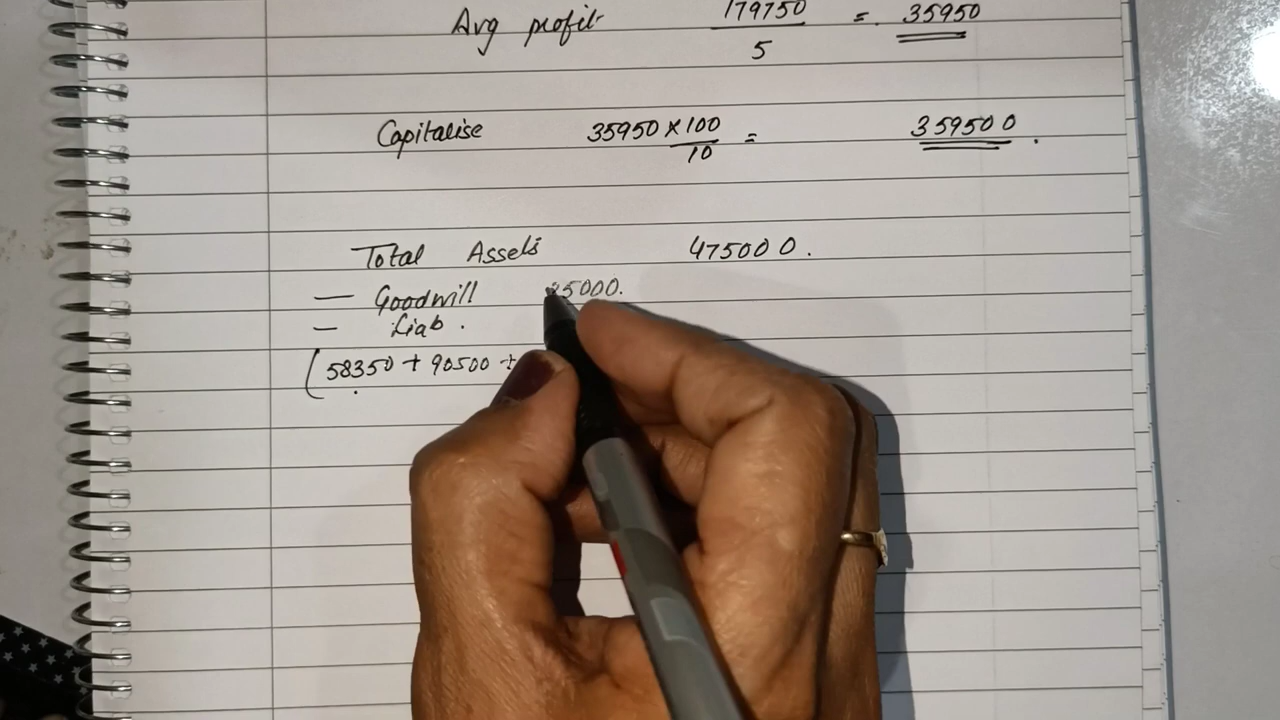 Avg profit 179750 / 5 = 35950
Capitalise 35950 × 100 / 10 = 359500.
Total Assets 475000.
— Goodwill 25000.
— Liab.
(58350 + 90500 +